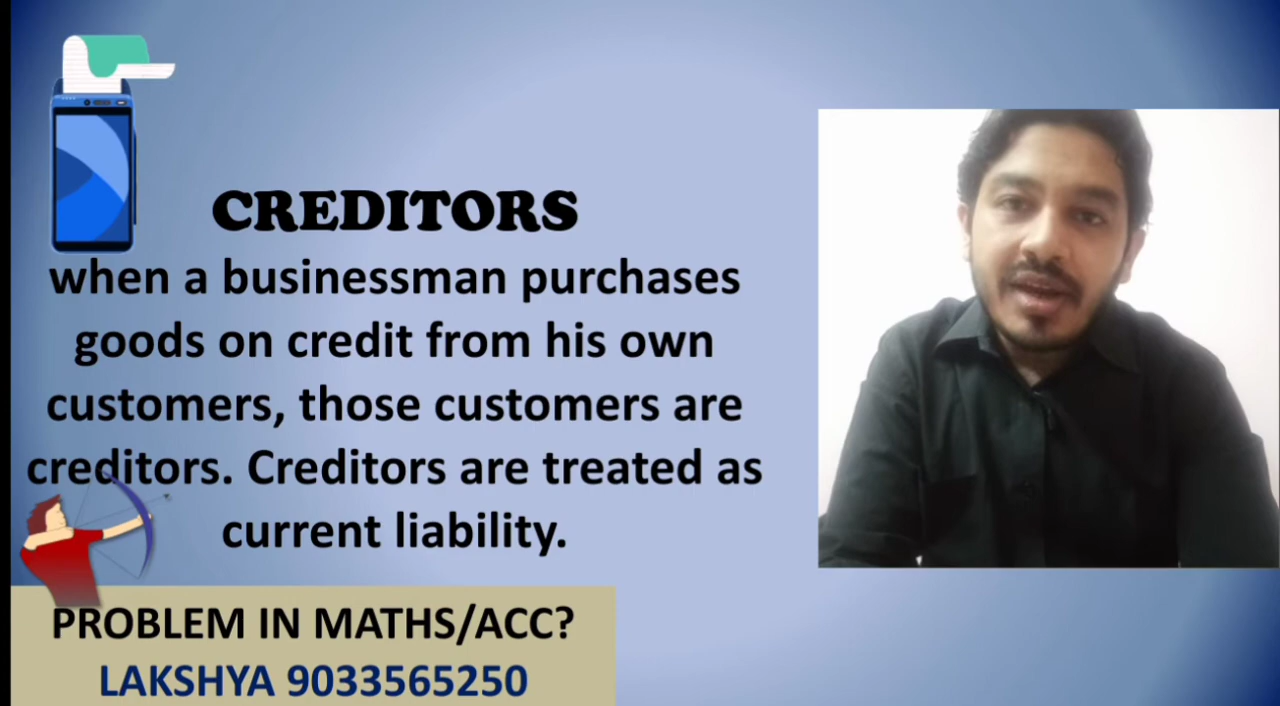 CREDITORS
when a businessman purchases
goods on credit from his own
customers, those customers are
creditors. Creditors are treated as
current liability.
PROBLEM IN MATHS/ACC?
LAKSHYA 9033565250